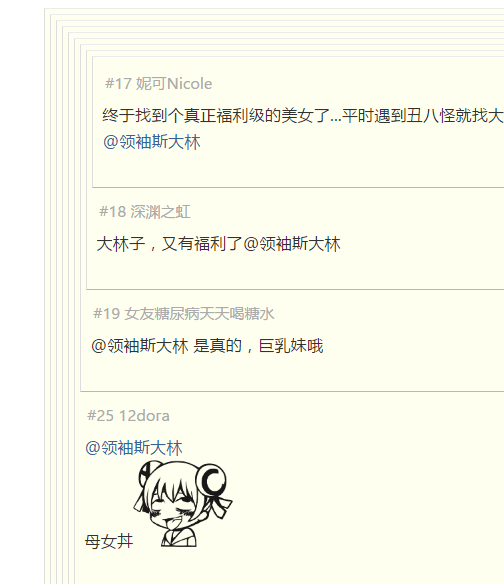 #17 妮可Nicole
终于找到个真正福利级的美女了...平时遇到丑八怪就找大
@领袖斯大林
#18 深渊之虹
大林子，又有福利了@领袖斯大林
#19 女友糖尿病天天喝糖水
@领袖斯大林 是真的，巨乳妹哦
#25 12dora
@领袖斯大林
母女丼